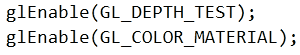 glEnable(GL_DEPTH_TEST);
glEnable(GL_COLOR_MATERIAL);